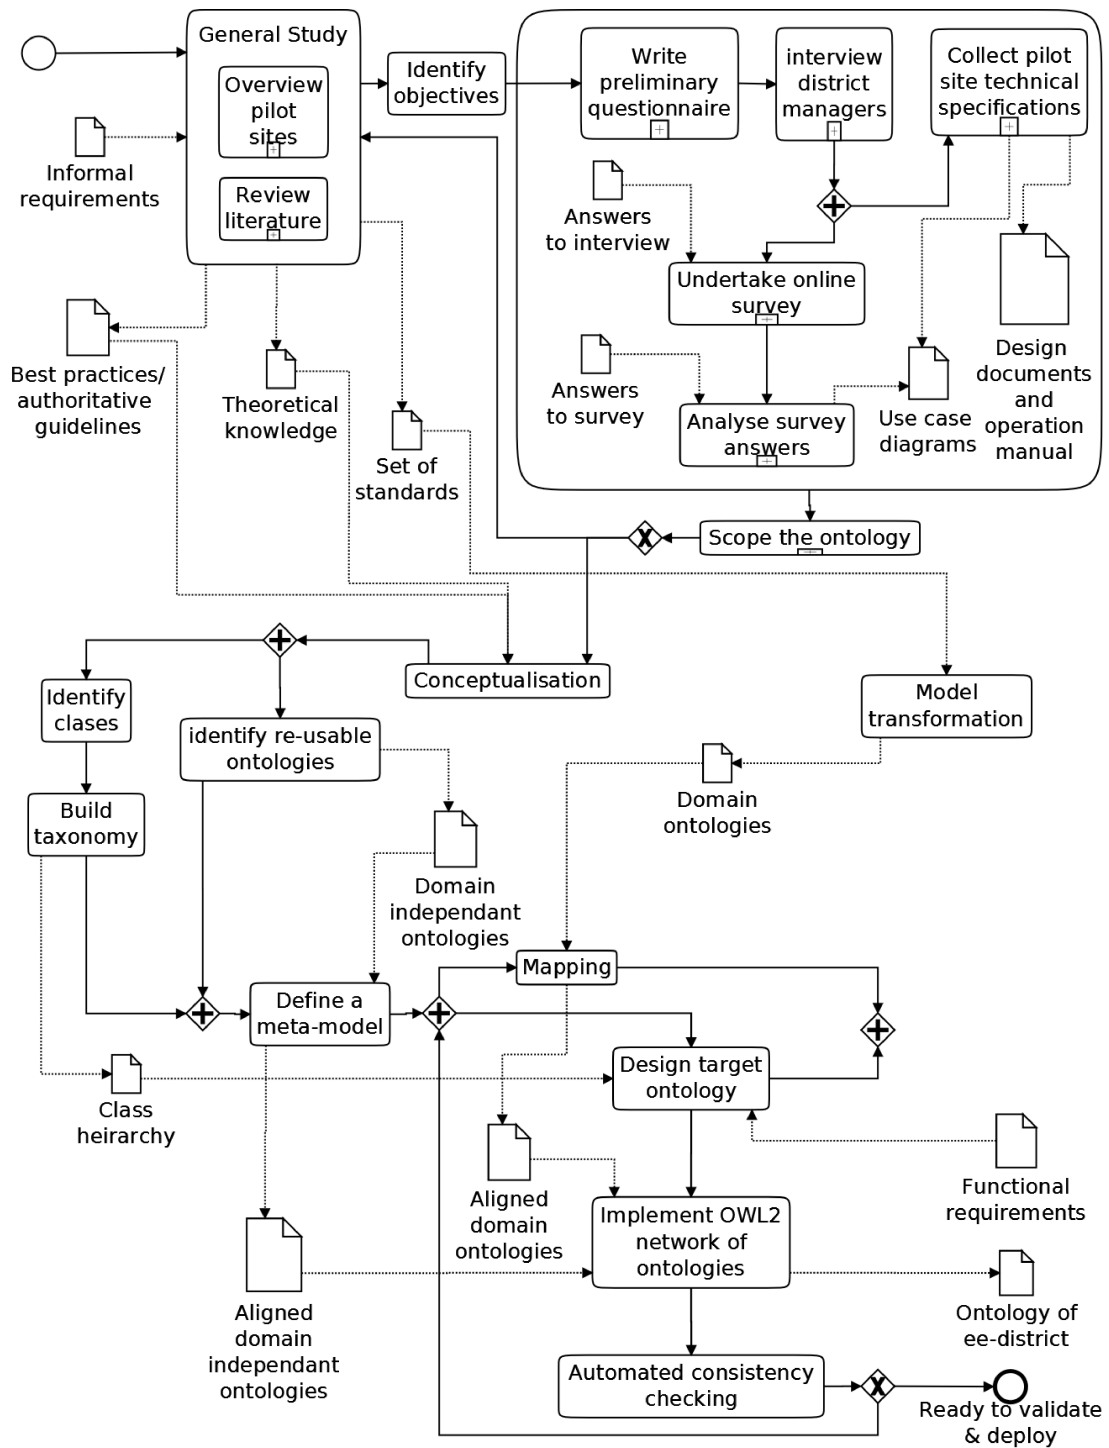 General Study
Overview
pilot
sites
Review
literature
Identify
objectives
Write
preliminary
questionnaire
interview
district
managers
Collect pilot
site technical
specifications
Informal
requirements
Answers
to interview
Undertake online
survey
Answers
to survey
Analyse survey
answers
Use case
diagrams
Design
documents
and
operation
manual
Best practices/
authoritative
guidelines
Theoretical
knowledge
Set of
standards
X
Scope the ontology
Conceptualisation
Identify
clases
identify re-usable
ontologies
Model
transformation
Build
taxonomy
Domain
ontologies
Domain
independant
ontologies
Mapping
Define a
meta-model
Design target
ontology
Class
heirarchy
Aligned
domain
ontologies
Functional
requirements
Implement OWL2
network of
ontologies
Aligned
domain
independant
ontologies
Ontology of
ee-district
Automated consistency
checking
X
Ready to validate
& deploy